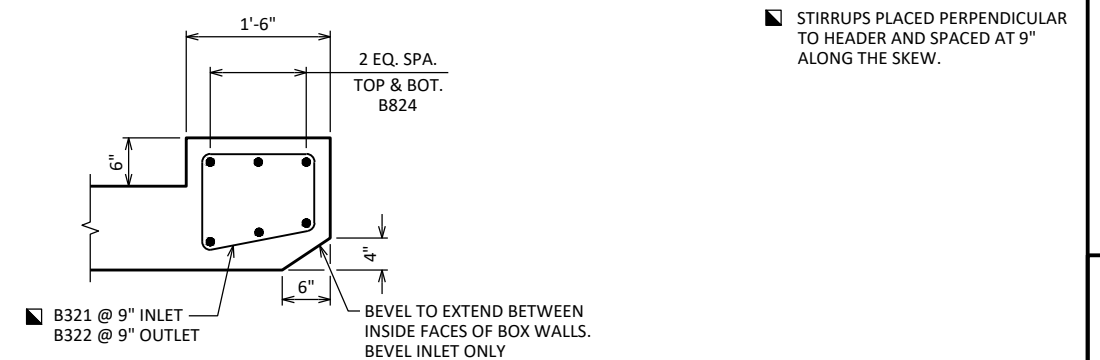 1'-6"
2 EQ. SPA.
TOP & BOT.
B824
6"
4"
6"
B321 @ 9" INLET
B322 @ 9" OUTLET
BEVEL TO EXTEND BETWEEN
INSIDE FACES OF BOX WALLS.
BEVEL INLET ONLY
STIRRUPS PLACED PERPENDICULAR
TO HEADER AND SPACED AT 9"
ALONG THE SKEW.